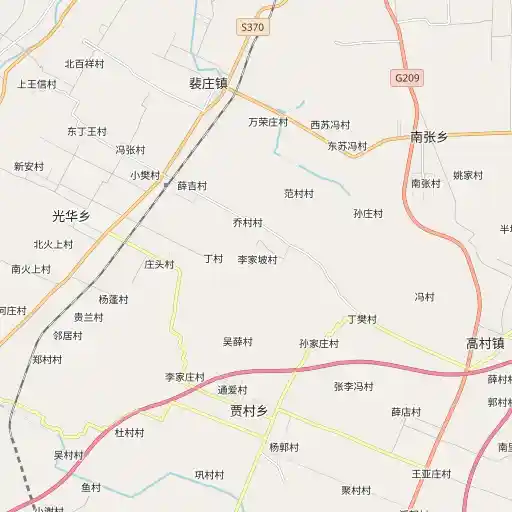 S370
北百祥村
裴庄镇
上王信村
G209
万荣庄村
西苏冯村
东丁王村
南张乡
冯张村
东苏冯村
新安村
小樊村
姚家村
薛吉村
南张村
范村村
光华乡
孙庄村
乔村村
北火上村
丁村
李家坡村
庄头村
南火上村
杨蓬村
冯村
贵兰村
丁樊村
邻居村
吴薛村
孙家庄村
高村镇
郑村村
李家庄村
薛村村
张李冯村
通爱村
郭村村
贾村乡
薛店村
杜村村
杨郭村
吴村村
巩村村
王亚庄村
鱼村
聚村村